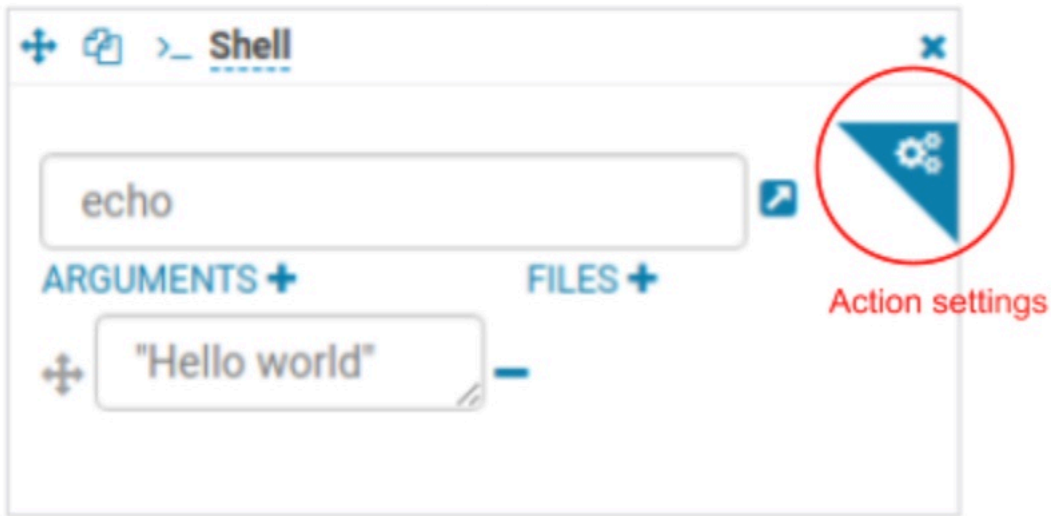 >_ Shell
echo
ARGUMENTS + FILES +
Action settings
"Hello world"